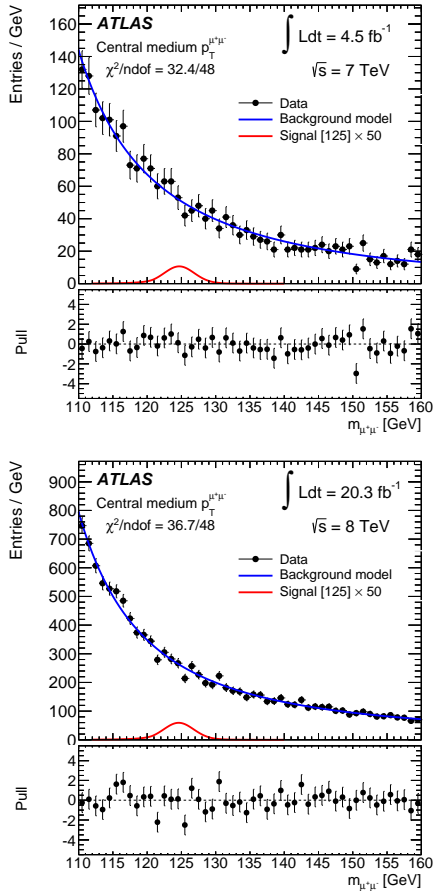 ATLAS
Central medium p_T^{μ⁺μ⁻}
χ²/ndof = 32.4/48
∫ Ldt = 4.5 fb⁻¹
√s = 7 TeV
Data
Background model
Signal [125] × 50
Entries / GeV
160
140
120
100
80
60
40
20
0
Pull
4
2
0
-2
-4
110 115 120 125 130 135 140 145 150 155 160
m_{μ⁺μ⁻} [GeV]
ATLAS
Central medium p_T^{μ⁺μ⁻}
χ²/ndof = 36.7/48
∫ Ldt = 20.3 fb⁻¹
√s = 8 TeV
Data
Background model
Signal [125] × 50
Entries / GeV
900
800
700
600
500
400
300
200
100
0
Pull
4
2
0
-2
-4
110 115 120 125 130 135 140 145 150 155 160
m_{μ⁺μ⁻} [GeV]